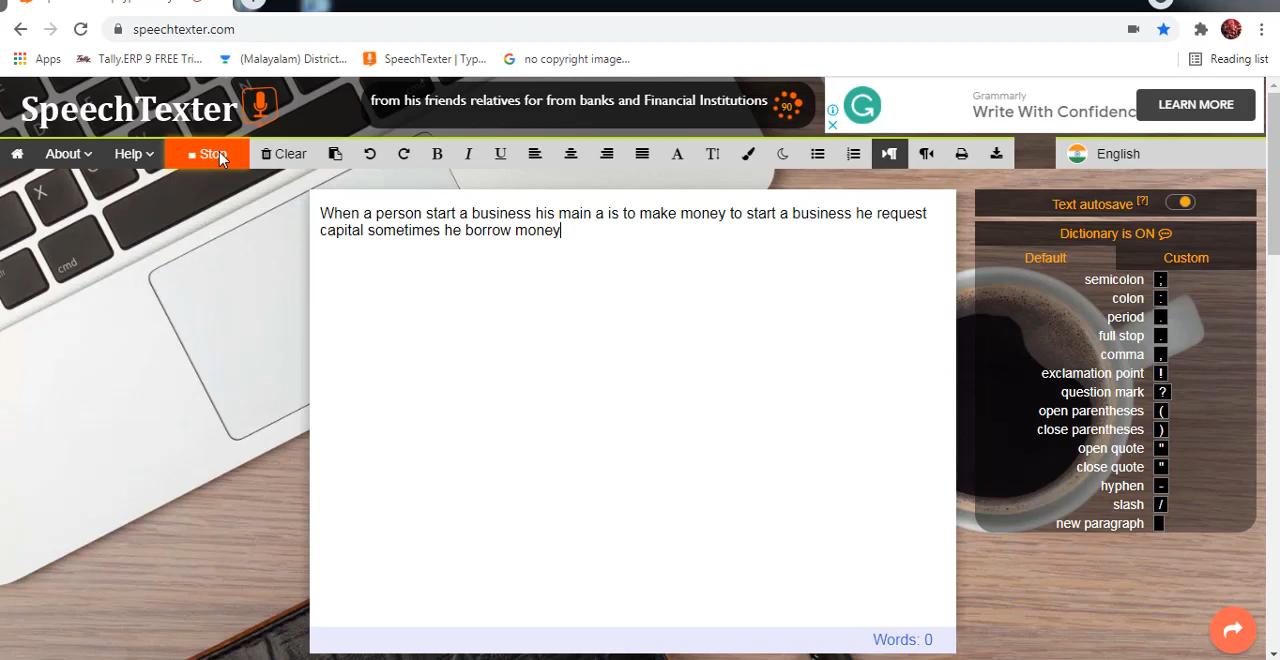 speechtexter.com
Apps Tally.ERP 9 FREE Tri... (Malayalam) District... SpeechTexter | Typ... no copyright image... Reading list
SpeechTexter
from his friends relatives for from banks and Financial Institutions 90
Grammarly
Write With Confidenc
LEARN MORE
About Help Stop Clear English
When a person start a business his main a is to make money to start a business he request
capital sometimes he borrow money
Words: 0
Text autosave [?]
Dictionary is ON
Default Custom
semicolon ;
colon :
period .
full stop .
comma ,
exclamation point !
question mark ?
open parentheses (
close parentheses )
open quote "
close quote "
hyphen -
slash /
new paragraph
X
alt
cmd